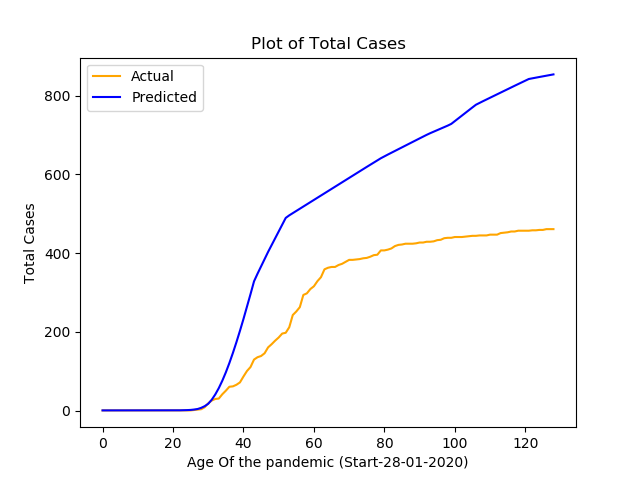 Plot of Total Cases
Actual
Predicted
Total Cases
800
600
400
200
0
0 20 40 60 80 100 120
Age Of the pandemic (Start-28-01-2020)